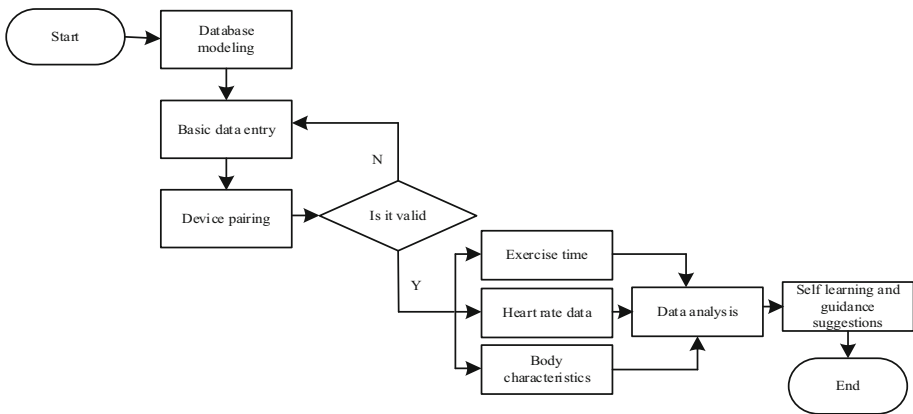 Start
Database
modeling
Basic data entry
N
Device pairing
Is it valid
Y
Exercise time
Heart rate data
Body
characteristics
Data analysis
Self learning and
guidance
suggestions
End